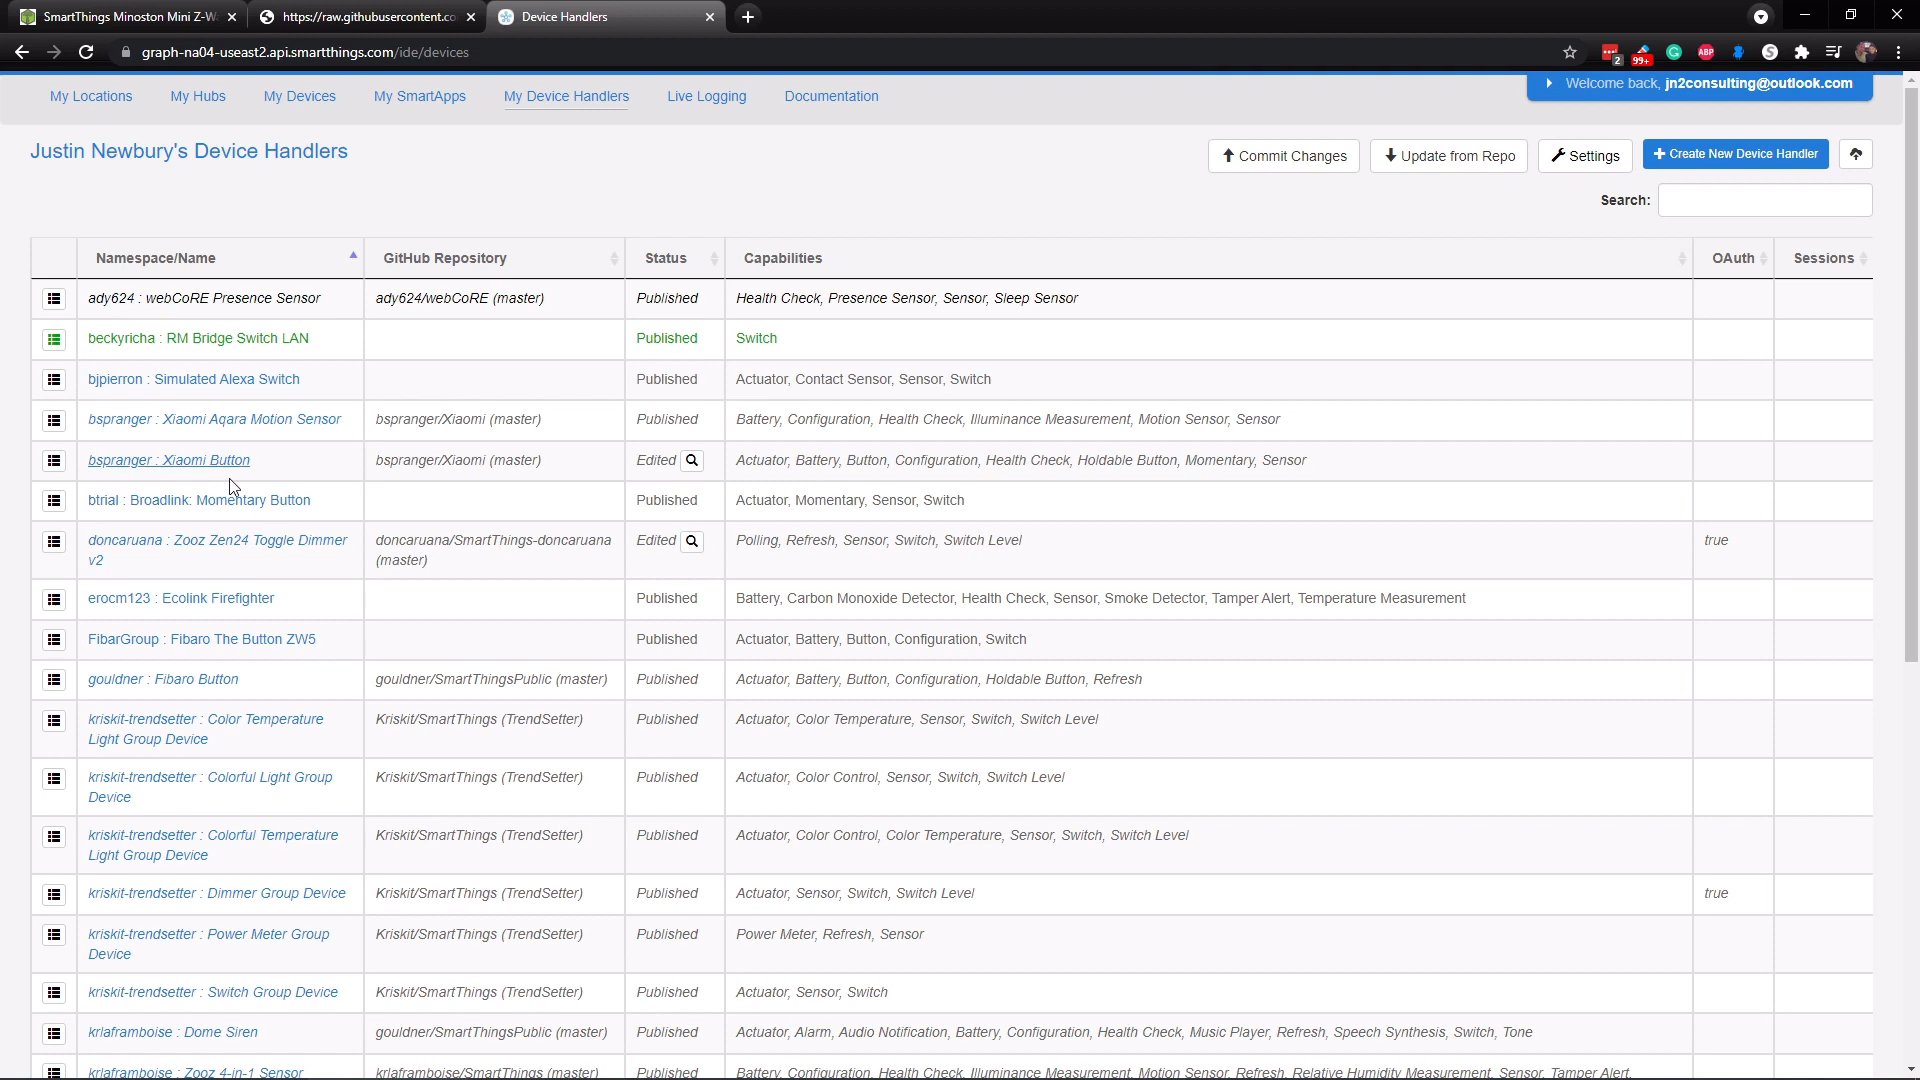 SmartThings Minoston Mini Z-W
https://raw.githubusercontent.co
Device Handlers
graph-na04-useast2.api.smartthings.com/ide/devices
2
99+
ABP
My Locations My Hubs My Devices My SmartApps My Device Handlers Live Logging Documentation
Welcome back, jn2consulting@outlook.com
Justin Newbury's Device Handlers
Commit Changes
Update from Repo
Settings
Create New Device Handler
Search:
Namespace/Name GitHub Repository Status Capabilities OAuth Sessions
ady624 : webCoRE Presence Sensor ady624/webCoRE (master) Published Health Check, Presence Sensor, Sensor, Sleep Sensor
beckyricha : RM Bridge Switch LAN Published Switch
bjpierron : Simulated Alexa Switch Published Actuator, Contact Sensor, Sensor, Switch
bspranger : Xiaomi Aqara Motion Sensor bspranger/Xiaomi (master) Published Battery, Configuration, Health Check, Illuminance Measurement, Motion Sensor, Sensor
bspranger : Xiaomi Button bspranger/Xiaomi (master) Edited Actuator, Battery, Button, Configuration, Health Check, Holdable Button, Momentary, Sensor
btrial : Broadlink: Momentary Button Published Actuator, Momentary, Sensor, Switch
doncaruana : Zooz Zen24 Toggle Dimmer doncaruana/SmartThings-doncaruana Edited Polling, Refresh, Sensor, Switch, Switch Level true
v2 (master)
erocm123 : Ecolink Firefighter Published Battery, Carbon Monoxide Detector, Health Check, Sensor, Smoke Detector, Tamper Alert, Temperature Measurement
FibarGroup : Fibaro The Button ZW5 Published Actuator, Battery, Button, Configuration, Switch
gouldner : Fibaro Button gouldner/SmartThingsPublic (master) Published Actuator, Battery, Button, Configuration, Holdable Button, Refresh
kriskit-trendsetter : Color Temperature Kriskit/SmartThings (TrendSetter) Published Actuator, Color Temperature, Sensor, Switch, Switch Level
Light Group Device
kriskit-trendsetter : Colorful Light Group Kriskit/SmartThings (TrendSetter) Published Actuator, Color Control, Sensor, Switch, Switch Level
Device
kriskit-trendsetter : Colorful Temperature Kriskit/SmartThings (TrendSetter) Published Actuator, Color Control, Color Temperature, Sensor, Switch, Switch Level
Light Group Device
kriskit-trendsetter : Dimmer Group Device Kriskit/SmartThings (TrendSetter) Published Actuator, Sensor, Switch, Switch Level true
kriskit-trendsetter : Power Meter Group Kriskit/SmartThings (TrendSetter) Published Power Meter, Refresh, Sensor
Device
kriskit-trendsetter : Switch Group Device Kriskit/SmartThings (TrendSetter) Published Actuator, Sensor, Switch
krlaframboise : Dome Siren gouldner/SmartThingsPublic (master) Published Actuator, Alarm, Audio Notification, Battery, Configuration, Health Check, Music Player, Refresh, Speech Synthesis, Switch, Tone
krlaframboise : Zooz 4-in-1 Sensor krlaframboise/SmartThings (master) Published Battery, Configuration, Health Check, Illuminance Measurement, Motion Sensor, Refresh, Relative Humidity Measurement, Sensor, Tamper Alert,